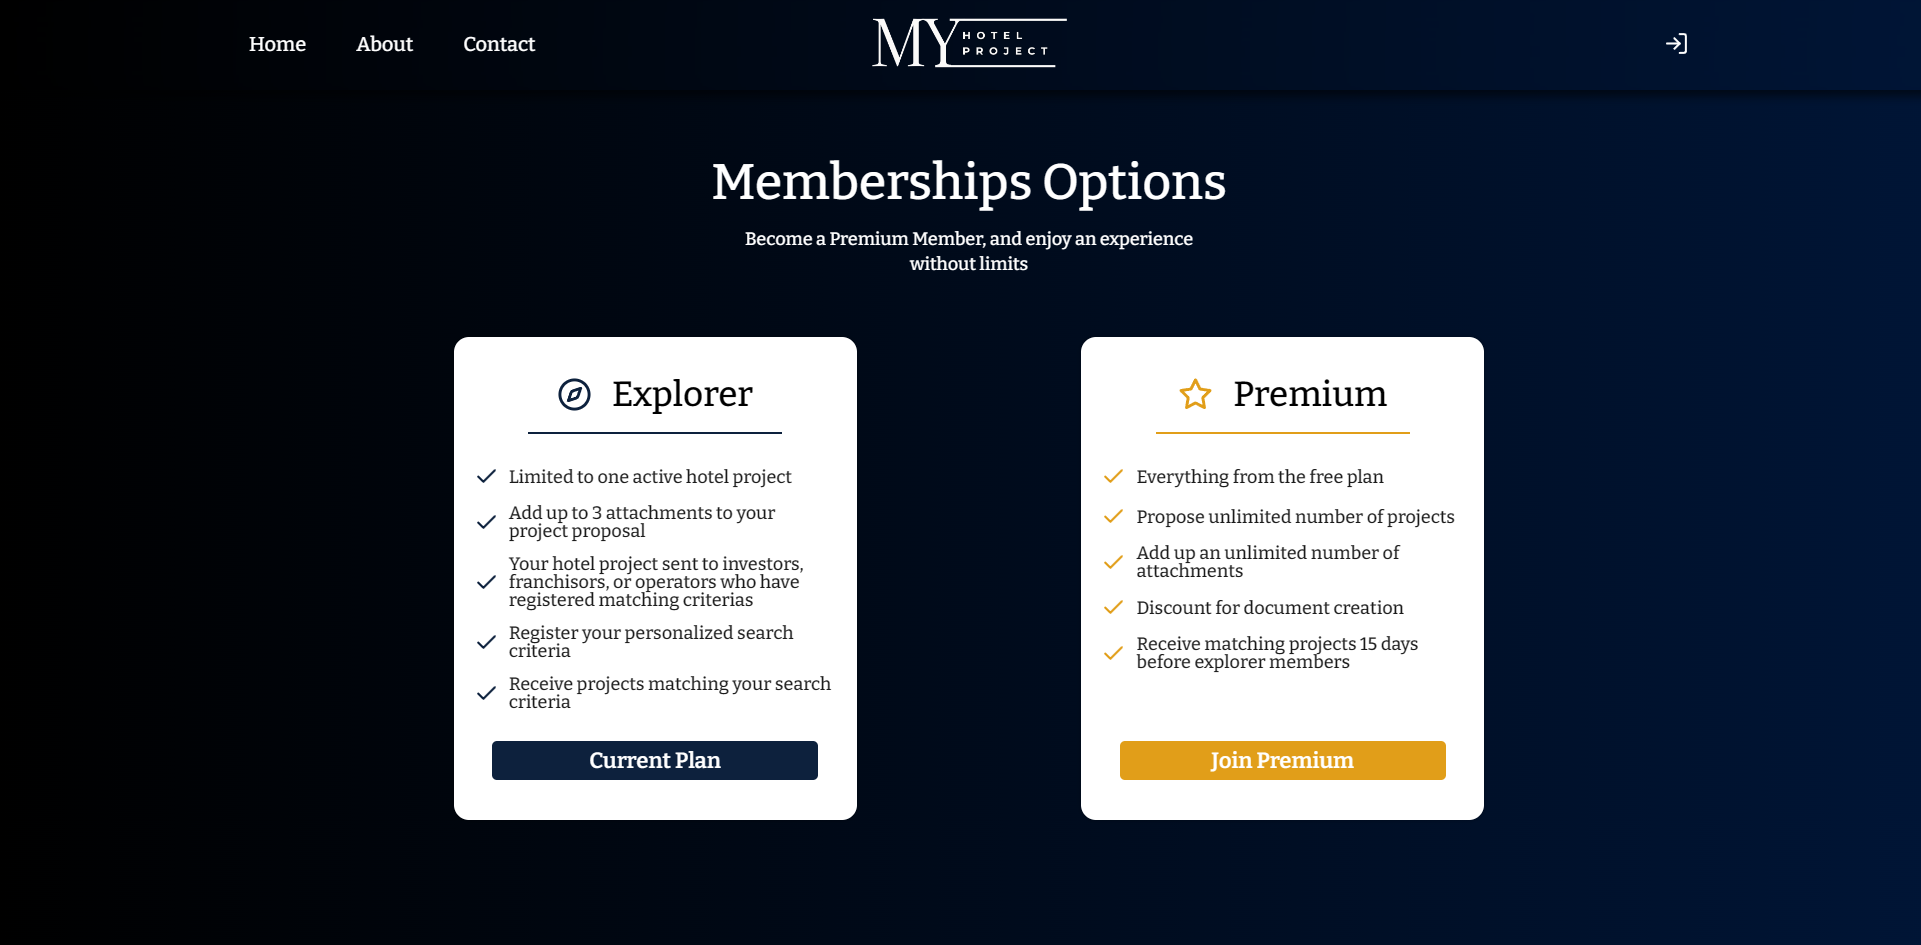 Home About Contact
MY HOTEL
PROJECT
Memberships Options
Become a Premium Member, and enjoy an experience
without limits
Explorer
Limited to one active hotel project
Add up to 3 attachments to your
project proposal
Your hotel project sent to investors,
franchisors, or operators who have
registered matching criterias
Register your personalized search
criteria
Receive projects matching your search
criteria
Current Plan
Premium
Everything from the free plan
Propose unlimited number of projects
Add up an unlimited number of
attachments
Discount for document creation
Receive matching projects 15 days
before explorer members
Join Premium